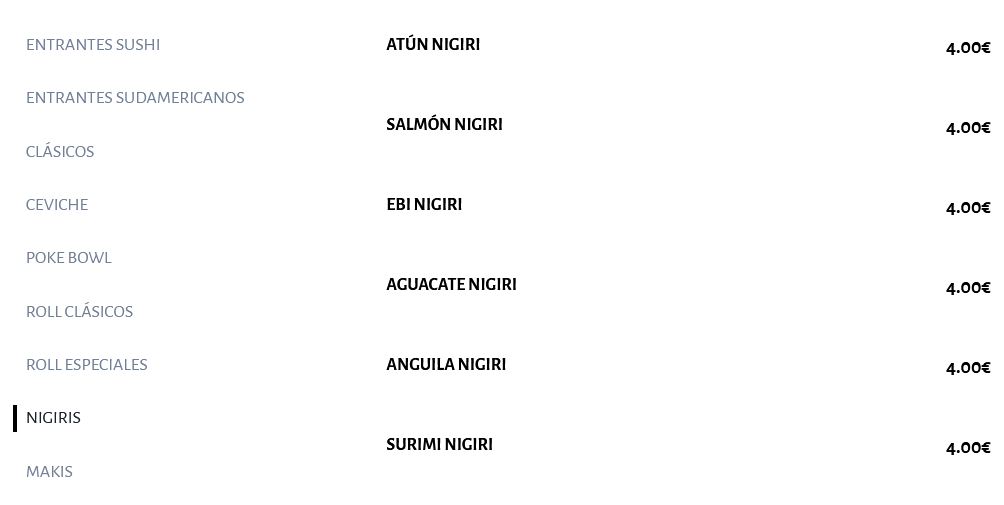 ENTRANTES SUSHI
ENTRANTES SUDAMERICANOS
CLÁSICOS
CEVICHE
POKE BOWL
ROLL CLÁSICOS
ROLL ESPECIALES
NIGIRIS
MAKIS
ATÚN NIGIRI 4.00€
SALMÓN NIGIRI 4.00€
EBI NIGIRI 4.00€
AGUACATE NIGIRI 4.00€
ANGUILA NIGIRI 4.00€
SURIMI NIGIRI 4.00€